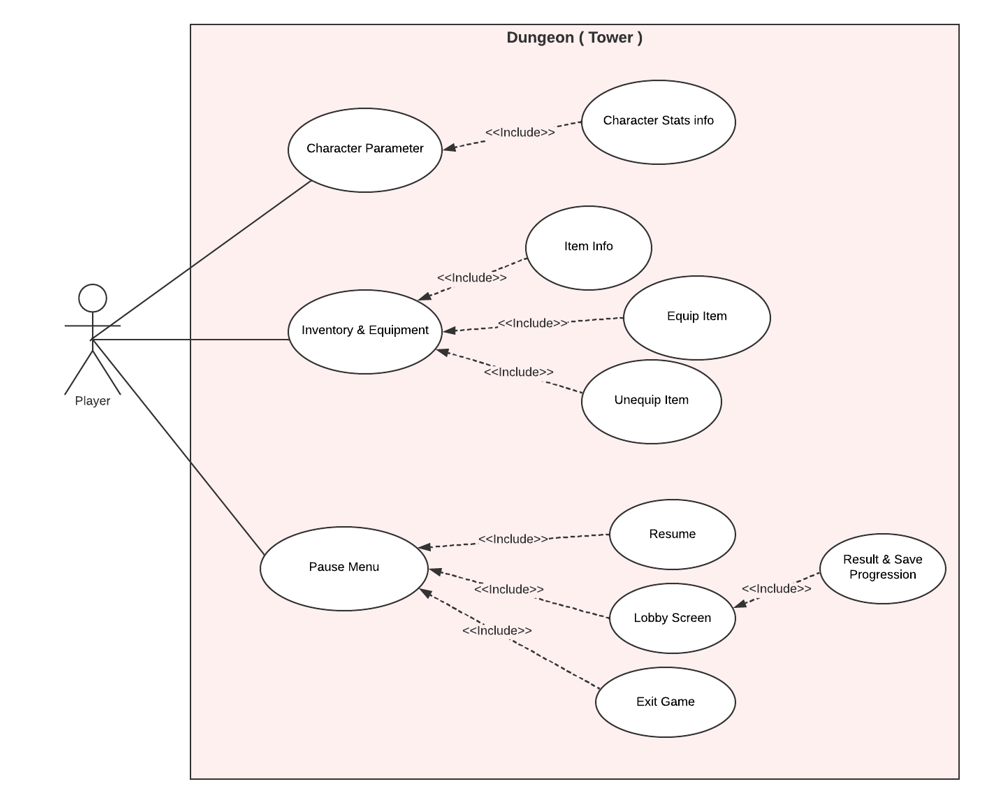 Dungeon ( Tower )
Character Stats info
<<Include>>
Character Parameter
Item Info
<<Include>>
Equip Item
<<Include>>
Inventory & Equipment
<<Include>>
Unequip Item
Player
Resume
<<Include>>
Result & Save
Progression
Pause Menu
<<Include>>
<<Include>>
Lobby Screen
<<Include>>
Exit Game